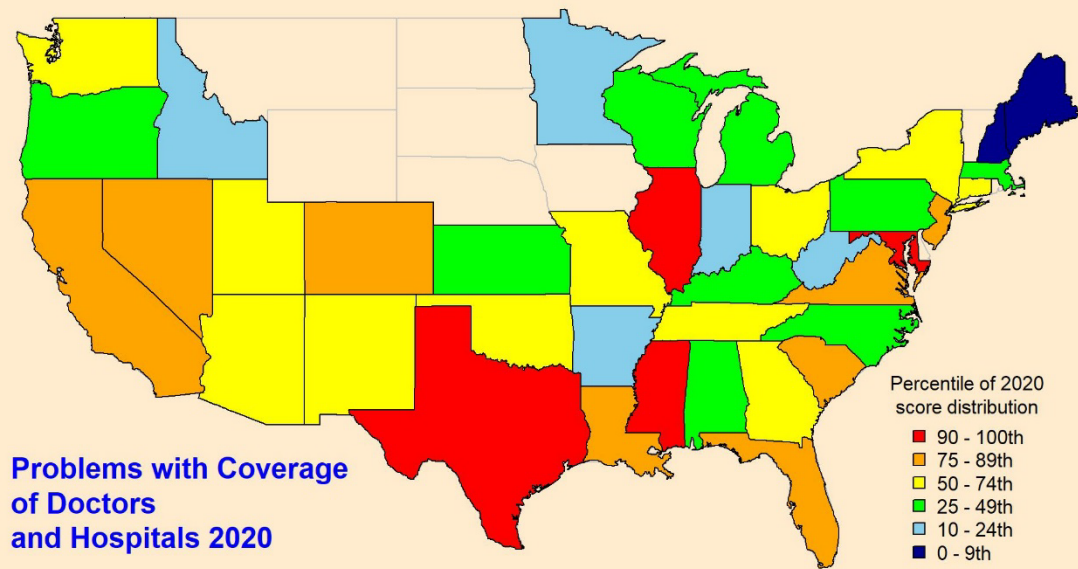 Problems with Coverage
of Doctors
and Hospitals 2020
Percentile of 2020
score distribution
90 - 100th
75 - 89th
50 - 74th
25 - 49th
10 - 24th
0 - 9th